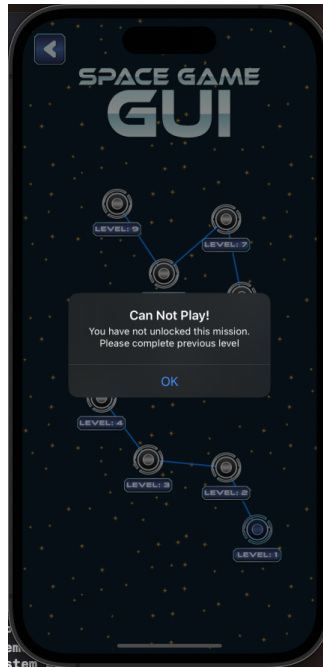 SPACE GAME
GUI
LEVEL: 9
LEVEL: 7
Can Not Play!
You have not unlocked this mission.
Please complete previous level
OK
LEVEL: 4
LEVEL: 3
LEVEL: 2
LEVEL: 1